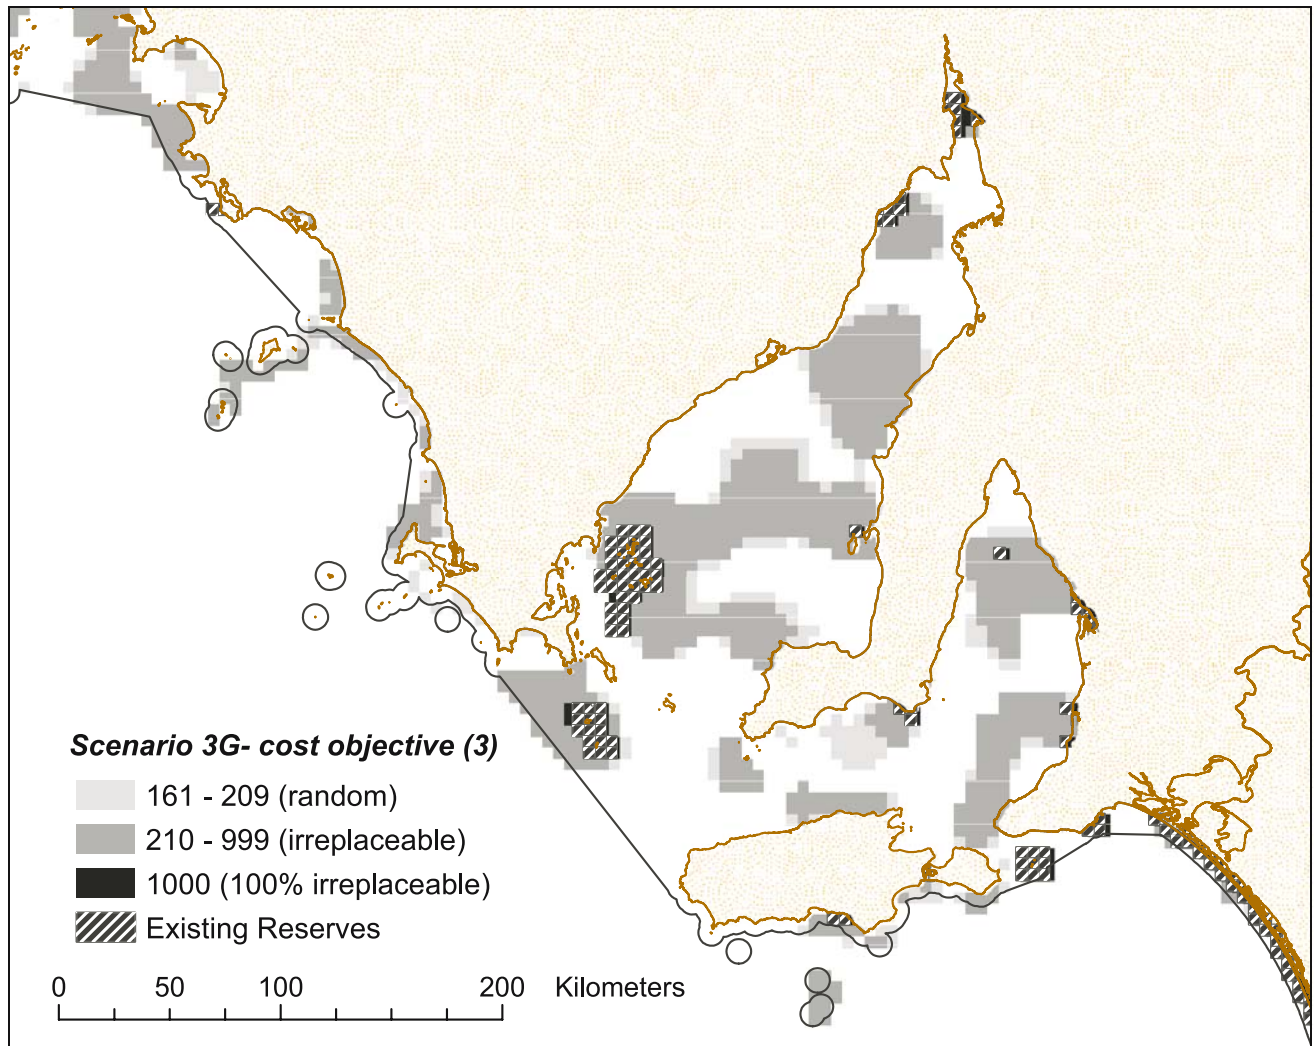 Scenario 3G- cost objective (3)
161 - 209 (random)
210 - 999 (irreplaceable)
1000 (100% irreplaceable)
Existing Reserves
0 50 100 200 Kilometers